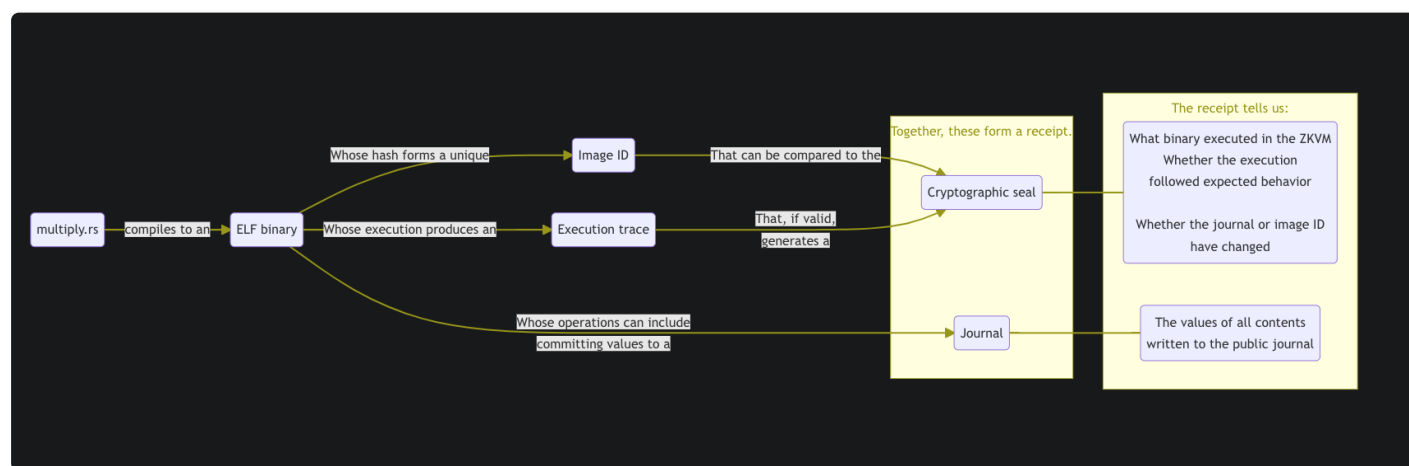 multiply.rs
compiles to an
ELF binary
Whose hash forms a unique
Image ID
That can be compared to the
Whose execution produces an
Execution trace
That, if valid,
generates a
Whose operations can include
committing values to a
Together, these form a receipt.
Cryptographic seal
Journal
The receipt tells us:
What binary executed in the ZKVM
Whether the execution
followed expected behavior
Whether the journal or image ID
have changed
The values of all contents
written to the public journal